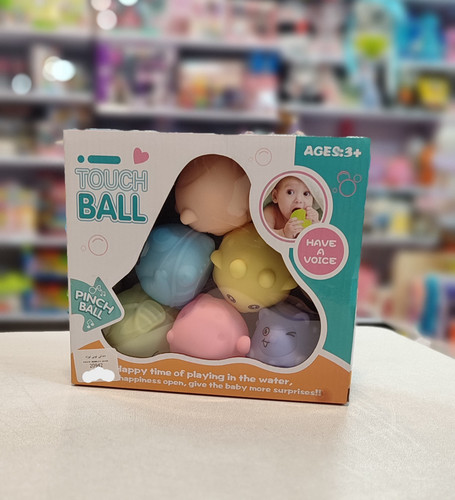 AGES:3+
TOUCH
BALL
HAVE
A
VOICE
PINCH
BALL
Happy time of playing in the water,
happiness open, give the baby more surprises!!